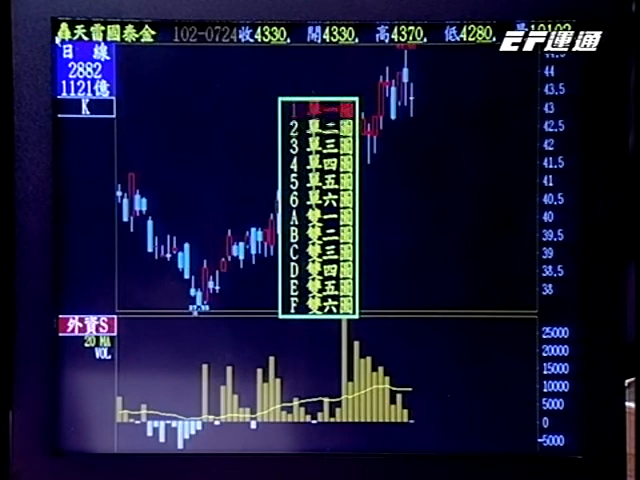 轟天雷國泰金 102-0724收4330. 開4330. 高4370. 低4280.
EF運通
日 線
2882
1121億
K
1 單一圖
2 單二圖
3 單三圖
4 單四圖
5 單五圖
6 單六圖
A 雙一圖
B 雙二圖
C 雙三圖
D 雙四圖
E 雙五圖
F 雙六圖
44
43.5
43
42.5
42
41.5
41
40.5
40
39.5
39
38.5
38
外資S
20 MA
VOL
25000
20000
15000
10000
5000
0
-5000